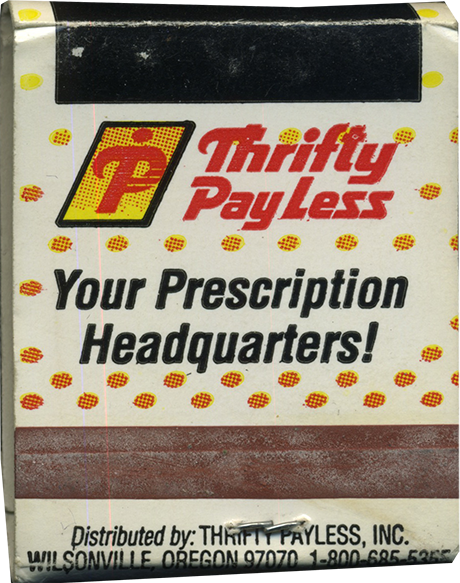 Thrifty
PayLess
Your Prescription
Headquarters!
Distributed by: THRIFTY PAYLESS, INC.
WILSONVILLE, OREGON 97070 1-800-685-5355